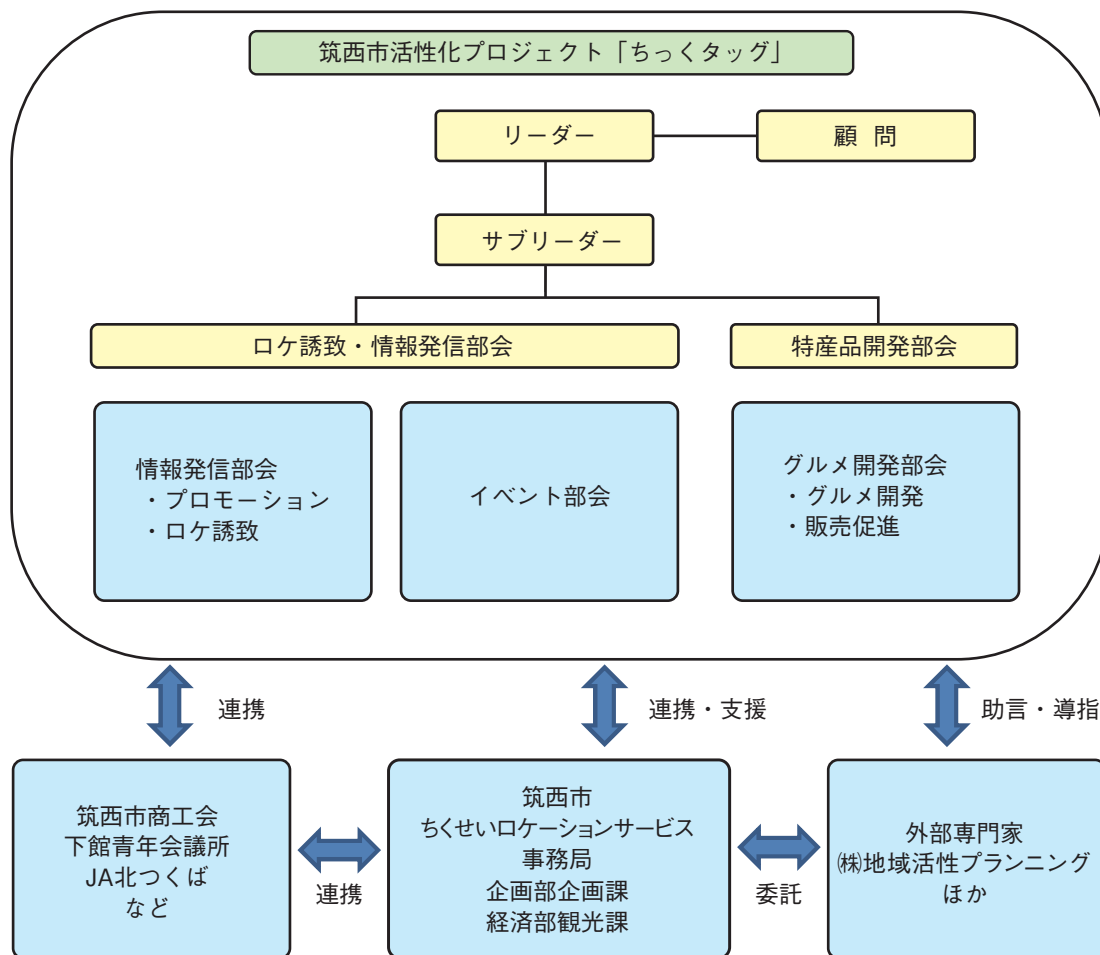 筑西市活性化プロジェクト「ちっくタッグ」
リーダー
顧 問
サブリーダー
ロケ誘致・情報発信部会
特産品開発部会
情報発信部会
・プロモーション
・ロケ誘致
イベント部会
グルメ開発部会
・グルメ開発
・販売促進
連携
連携・支援
助言・導指
筑西市商工会
下館青年会議所
JA北つくば
など
連携
筑西市
ちくせいロケーションサービス
事務局
企画部企画課
経済部観光課
委託
外部専門家
㈱地域活性プランニング
ほか